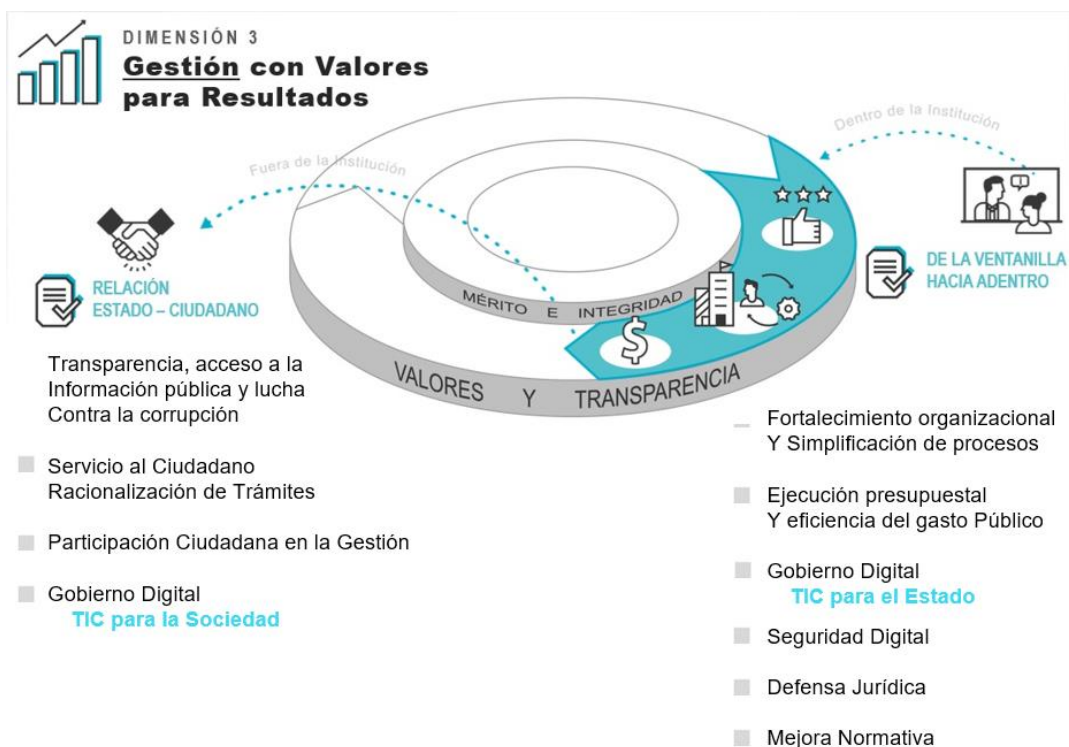 DIMENSIÓN 3
Gestión con Valores
para Resultados
Dentro de la Institución
Fuera de la Institución
RELACIÓN
ESTADO – CIUDADANO
DE LA VENTANILLA
HACIA ADENTRO
MÉRITO E INTEGRIDAD
VALORES Y TRANSPARENCIA
Transparencia, acceso a la
Información pública y lucha
Contra la corrupción
Servicio al Ciudadano
Racionalización de Trámites
Participación Ciudadana en la Gestión
Gobierno Digital
TIC para la Sociedad
Fortalecimiento organizacional
Y Simplificación de procesos
Ejecución presupuestal
Y eficiencia del gasto Público
Gobierno Digital
TIC para el Estado
Seguridad Digital
Defensa Jurídica
Mejora Normativa